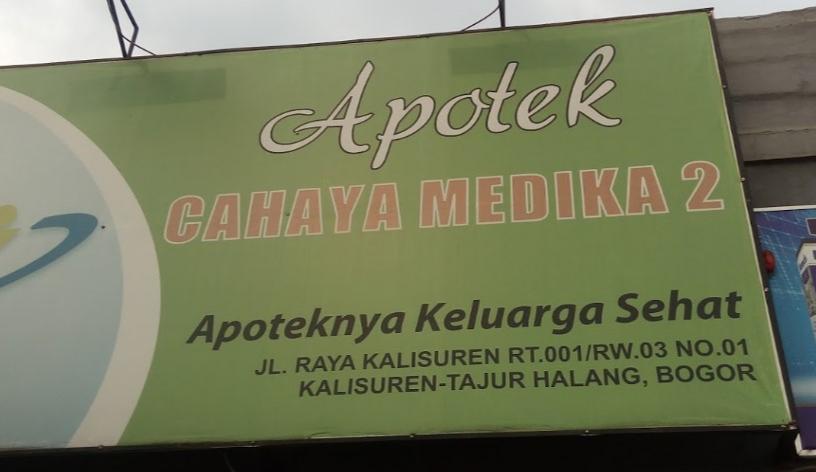 Apotek
CAHAYA MEDIKA 2
Apoteknya Keluarga Sehat
JL. RAYA KALISUREN RT.001/RW.03 NO.01
KALISUREN-TAJUR HALANG, BOGOR